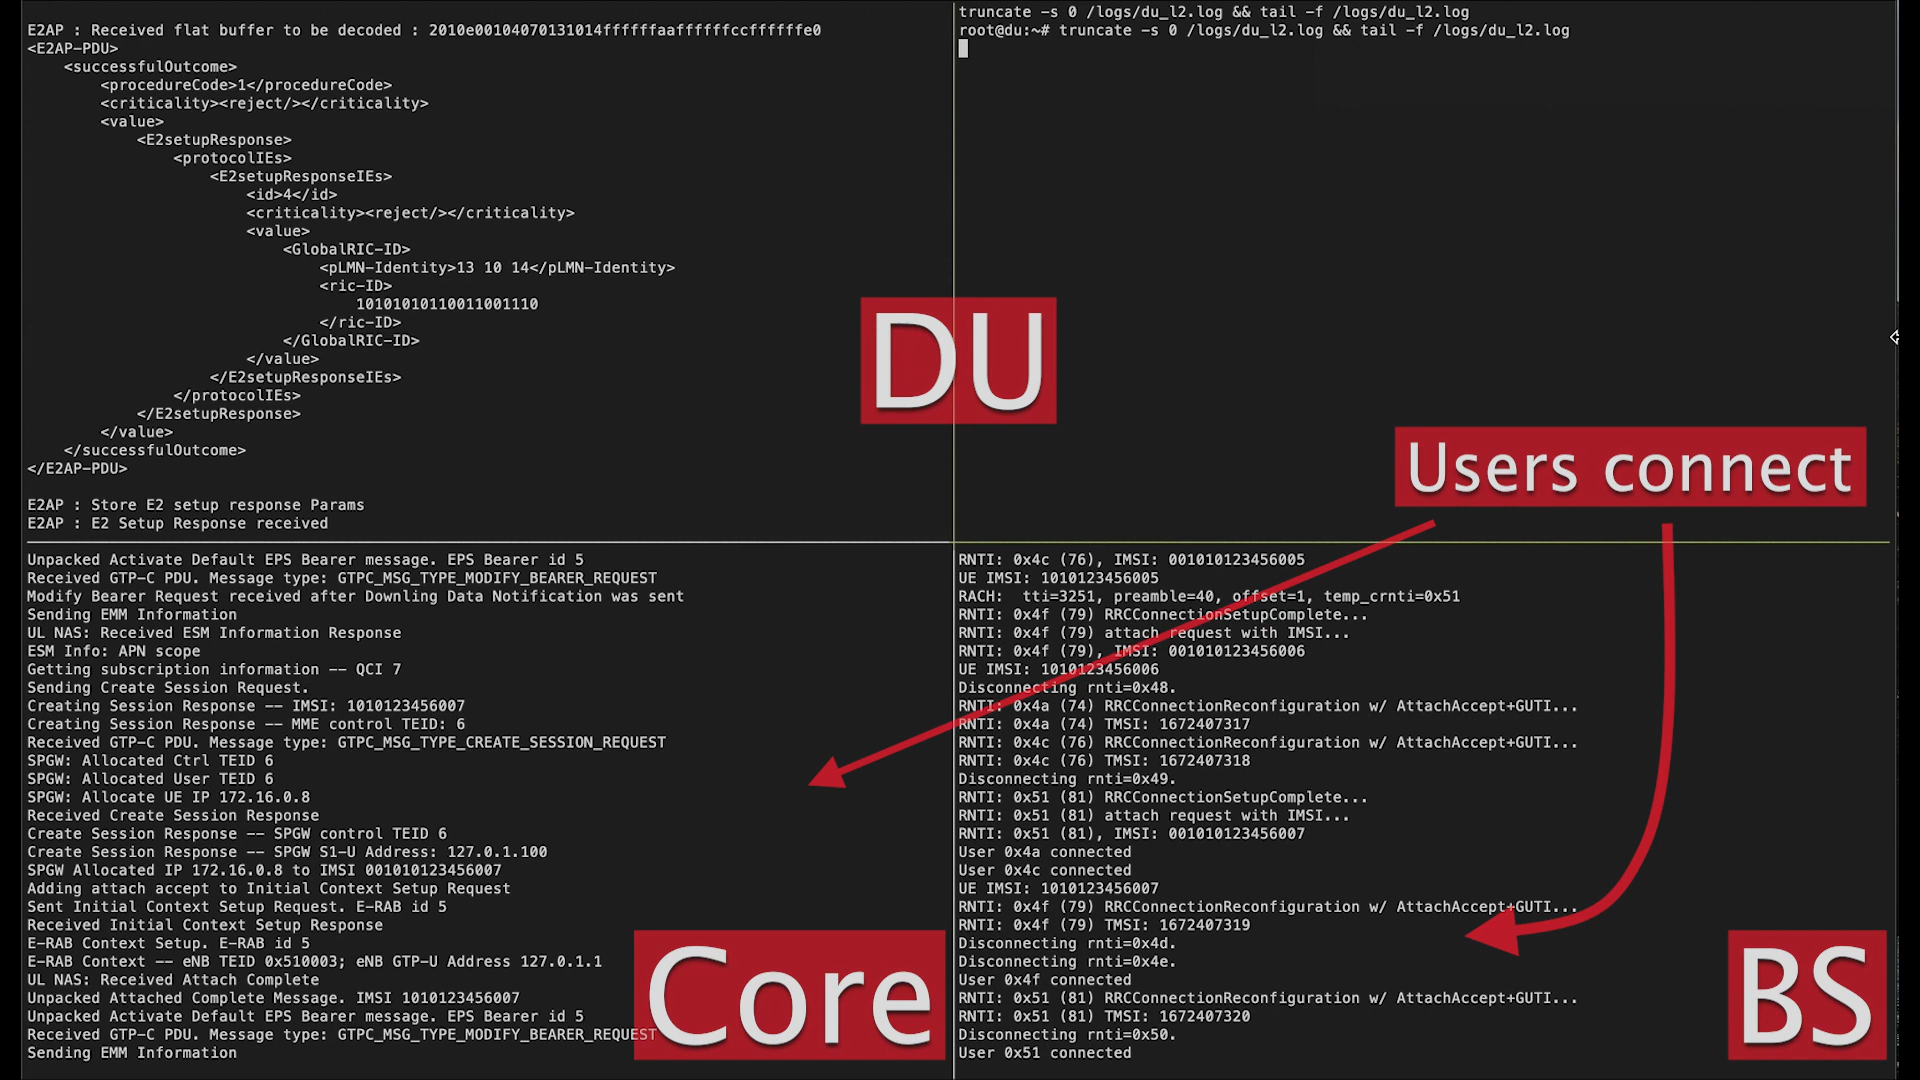 E2AP : Received flat buffer to be decoded : 2010e00104070131014ffffffaaffffffccffffffe0
<E2AP-PDU>
<successfulOutcome>
<procedureCode>1</procedureCode>
<criticality><reject/></criticality>
<value>
<E2setupResponse>
<protocolIEs>
<E2setupResponseIEs>
<id>4</id>
<criticality><reject/></criticality>
<value>
<GlobalRIC-ID>
<pLMN-Identity>13 10 14</pLMN-Identity>
<ric-ID>
10101010110011001110
</ric-ID>
</GlobalRIC-ID>
</value>
</E2setupResponseIEs>
</protocolIEs>
</E2setupResponse>
</value>
</successfulOutcome>
</E2AP-PDU>
E2AP : Store E2 setup response Params
E2AP : E2 Setup Response received
truncate -s 0 /logs/du_l2.log && tail -f /logs/du_l2.log
root@du:~# truncate -s 0 /logs/du_l2.log && tail -f /logs/du_l2.log
DU
Users connect
Unpacked Activate Default EPS Bearer message. EPS Bearer id 5
Received GTP-C PDU. Message type: GTPC_MSG_TYPE_MODIFY_BEARER_REQUEST
Modify Bearer Request received after Downling Data Notification was sent
Sending EMM Information
UL NAS: Received ESM Information Response
ESM Info: APN scope
Getting subscription information -- QCI 7
Sending Create Session Request.
Creating Session Response -- IMSI: 1010123456007
Creating Session Response -- MME control TEID: 6
Received GTP-C PDU. Message type: GTPC_MSG_TYPE_CREATE_SESSION_REQUEST
SPGW: Allocated Ctrl TEID 6
SPGW: Allocated User TEID 6
SPGW: Allocate UE IP 172.16.0.8
Received Create Session Response
Create Session Response -- SPGW control TEID 6
Create Session Response -- SPGW S1-U Address: 127.0.1.100
SPGW Allocated IP 172.16.0.8 to IMSI 001010123456007
Adding attach accept to Initial Context Setup Request
Sent Initial Context Setup Request. E-RAB id 5
Received Initial Context Setup Response
E-RAB Context Setup. E-RAB id 5
E-RAB Context -- eNB TEID 0x510003; eNB GTP-U Address 127.0.1.1
UL NAS: Received Attach Complete
Unpacked Attached Complete Message. IMSI 1010123456007
Unpacked Activate Default EPS Bearer message. EPS Bearer id 5
Received GTP-C PDU. Message type: GTPC_MSG_TYPE_MODIFY_BEARER_REQUEST
Sending EMM Information
Core
RNTI: 0x4c (76), IMSI: 001010123456005
UE IMSI: 1010123456005
RACH:  tti=3251, preamble=40, offset=1, temp_crnti=0x51
RNTI: 0x4f (79) RRCConnectionSetupComplete...
RNTI: 0x4f (79) attach request with IMSI...
RNTI: 0x4f (79), IMSI: 001010123456006
UE IMSI: 1010123456006
Disconnecting rnti=0x48.
RNTI: 0x4a (74) RRCConnectionReconfiguration w/ AttachAccept+GUTI...
RNTI: 0x4a (74) TMSI: 1672407317
RNTI: 0x4c (76) RRCConnectionReconfiguration w/ AttachAccept+GUTI...
RNTI: 0x4c (76) TMSI: 1672407318
Disconnecting rnti=0x49.
RNTI: 0x51 (81) RRCConnectionSetupComplete...
RNTI: 0x51 (81) attach request with IMSI...
RNTI: 0x51 (81), IMSI: 001010123456007
User 0x4a connected
User 0x4c connected
UE IMSI: 1010123456007
RNTI: 0x4f (79) RRCConnectionReconfiguration w/ AttachAccept+GUTI...
RNTI: 0x4f (79) TMSI: 1672407319
Disconnecting rnti=0x4d.
Disconnecting rnti=0x4e.
User 0x4f connected
RNTI: 0x51 (81) RRCConnectionReconfiguration w/ AttachAccept+GUTI...
RNTI: 0x51 (81) TMSI: 1672407320
Disconnecting rnti=0x50.
User 0x51 connected
BS